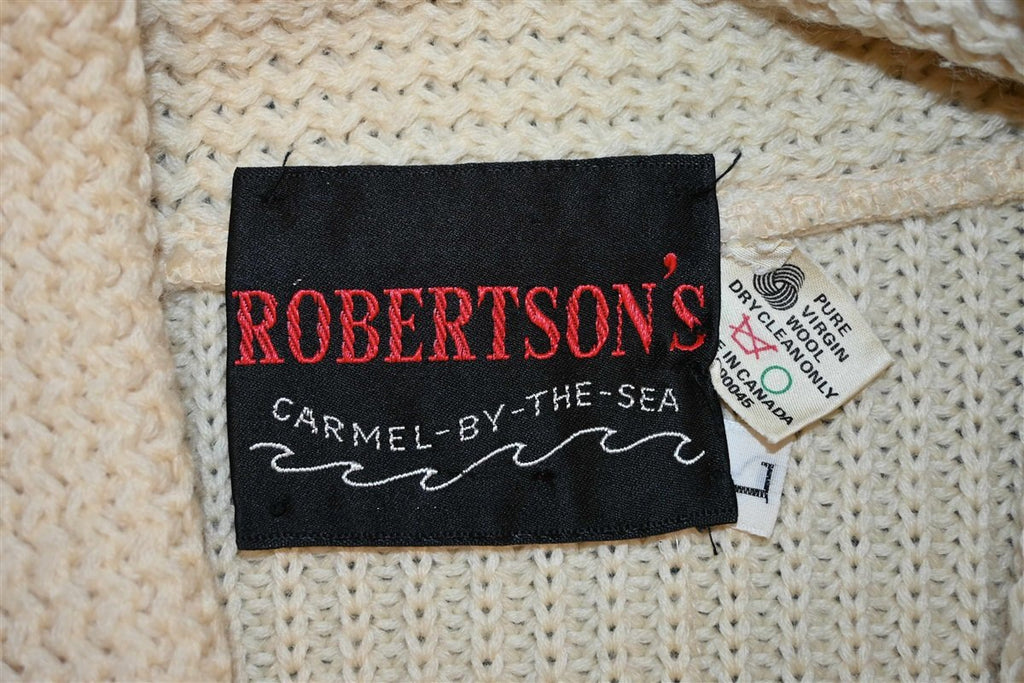 ROBERTSON'S
CARMEL-BY-THE-SEA
PURE
VIRGIN
WOOL
DRY CLEAN ONLY
IN CANADA
L